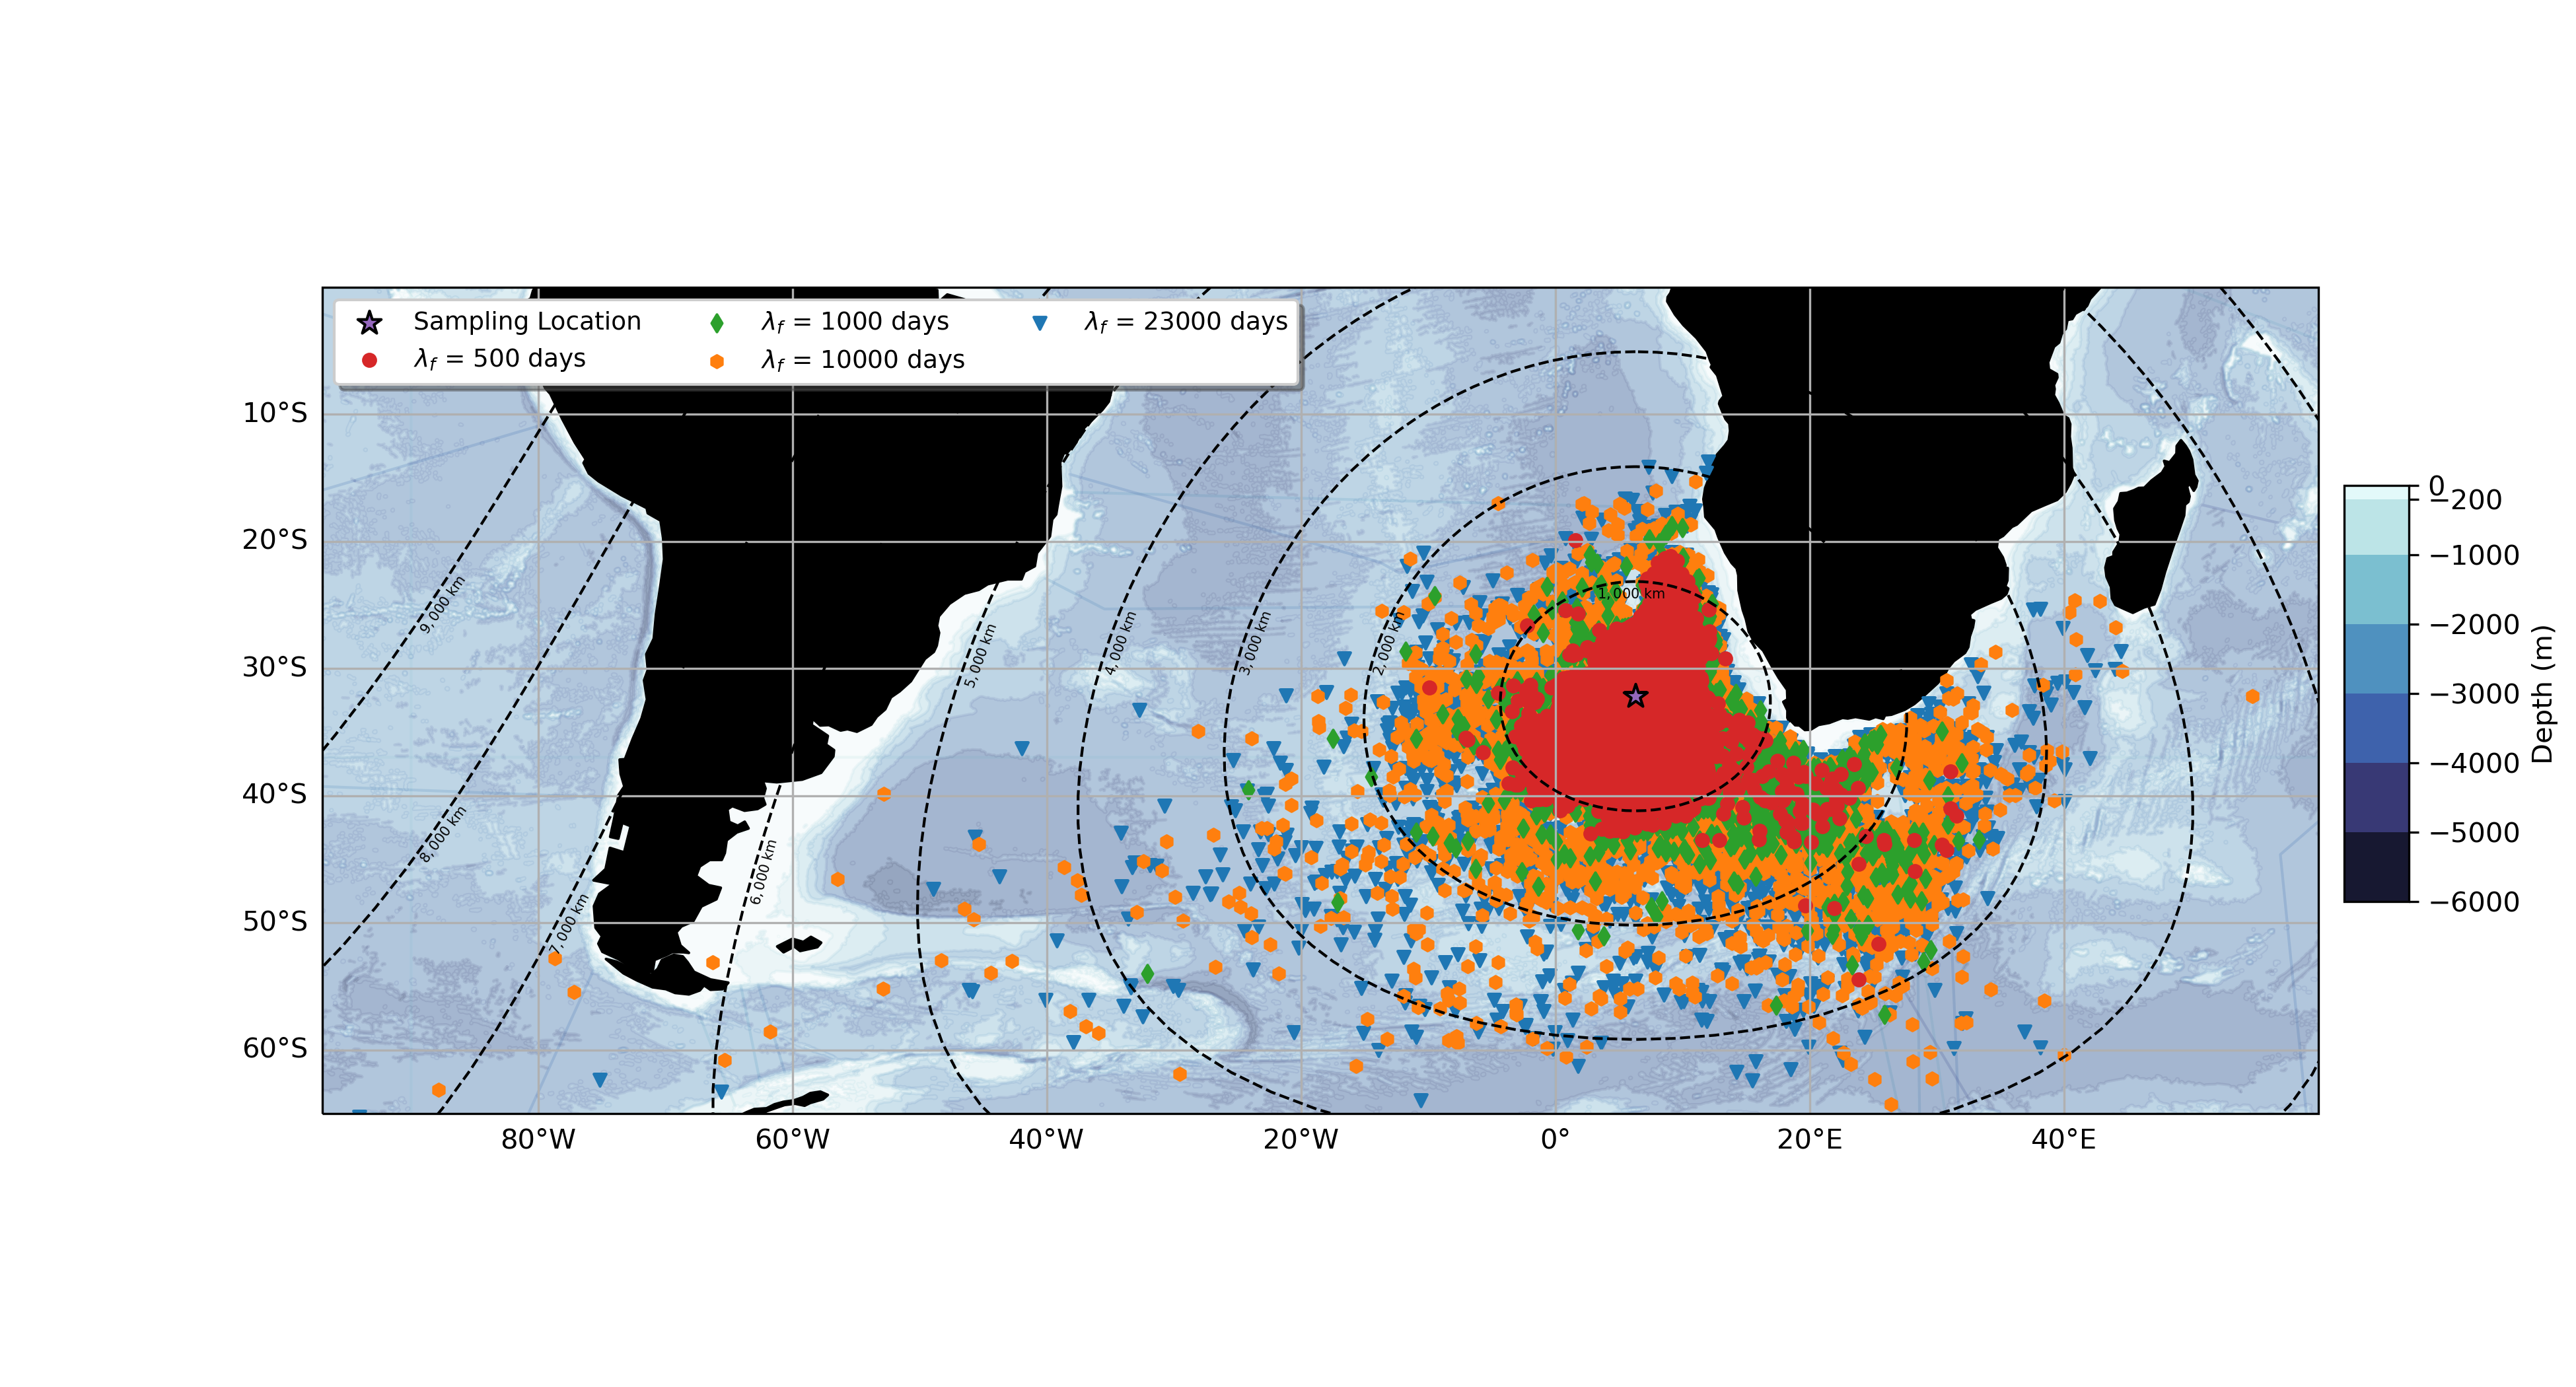 Sampling Location
λf = 500 days
λf = 1000 days
λf = 10000 days
λf = 23000 days
10°S
20°S
30°S
40°S
50°S
60°S
80°W
60°W
40°W
20°W
0°
20°E
40°E
9,000 km
8,000 km
7,000 km
6,000 km
5,000 km
4,000 km
3,000 km
2,000 km
1,000 km
0
−200
−1000
−2000
−3000
−4000
−5000
−6000
Depth (m)